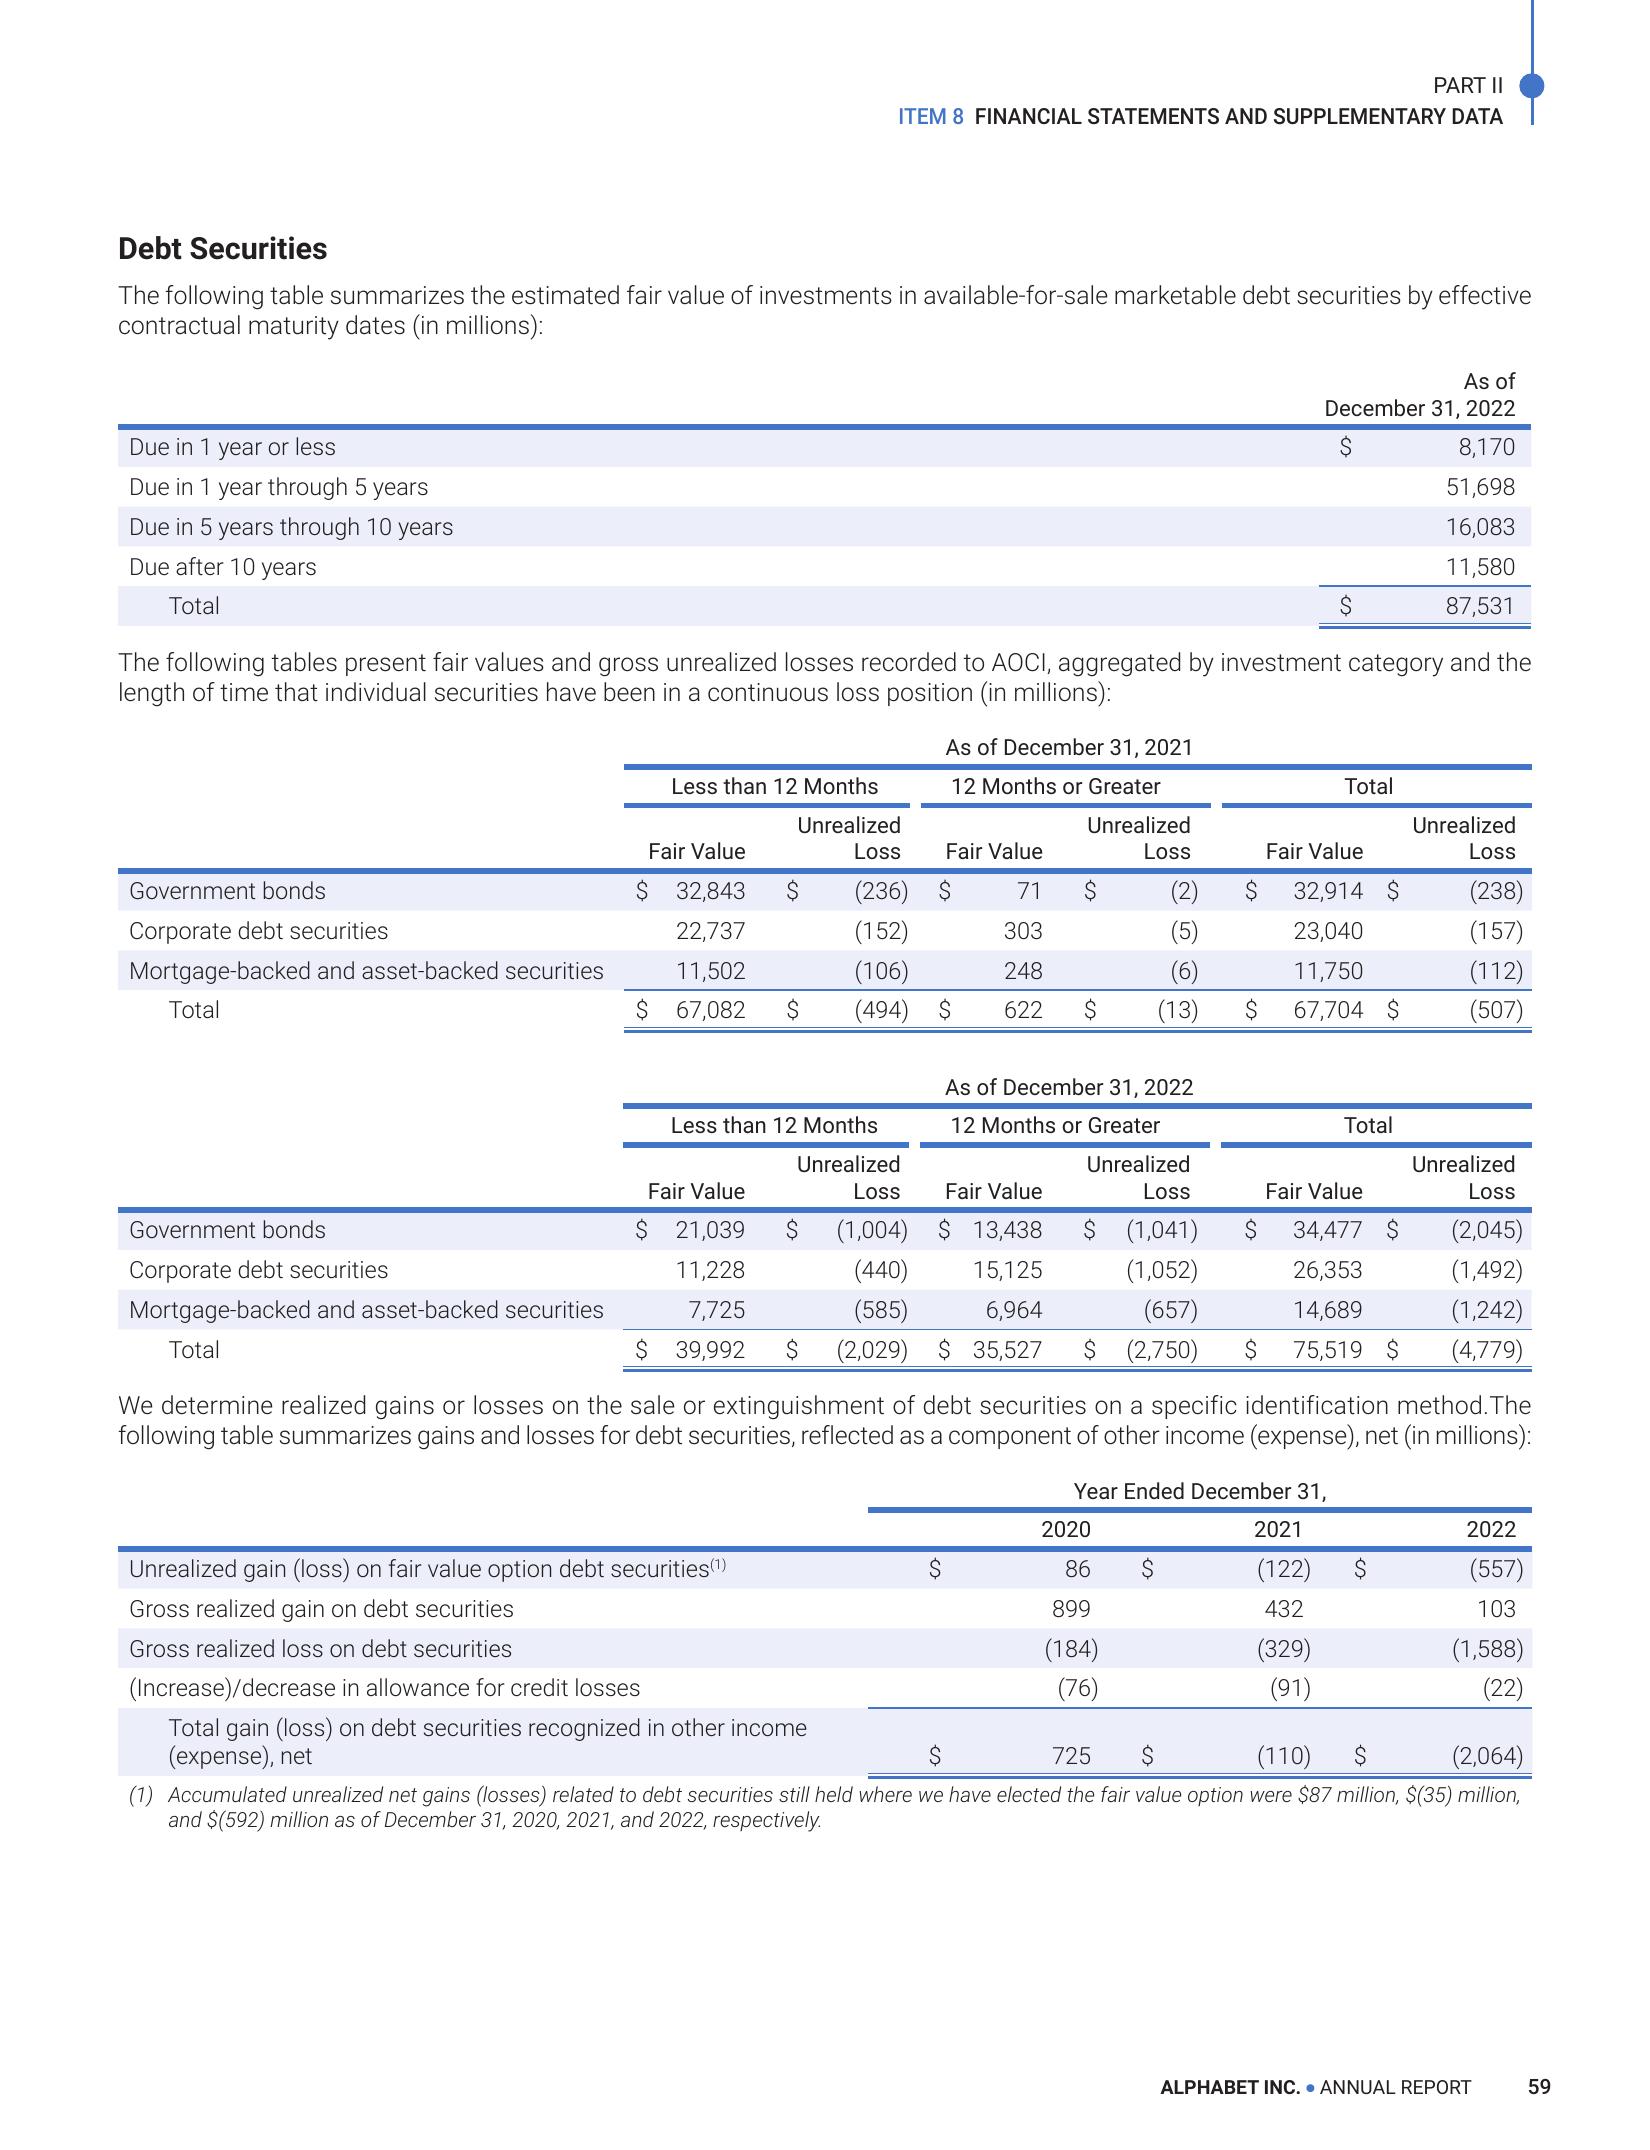 PART II
ITEM 8 FINANCIAL STATEMENTS AND SUPPLEMENTARY DATA
Debt Securities
The following table summarizes the estimated fair value of investments in available-for-sale marketable debt securities by effective
contractual maturity dates (in millions):
As of
December 31, 2022
Due in 1 year or less $ 8,170
Due in 1 year through 5 years 51,698
Due in 5 years through 10 years 16,083
Due after 10 years 11,580
Total $ 87,531
The following tables present fair values and gross unrealized losses recorded to AOCI, aggregated by investment category and the
length of time that individual securities have been in a continuous loss position (in millions):
As of December 31, 2021
Less than 12 Months 12 Months or Greater Total
Unrealized Unrealized Unrealized
Fair Value Loss Fair Value Loss Fair Value Loss
Government bonds $ 32,843 $ (236) $ 71 $ (2) $ 32,914 $ (238)
Corporate debt securities 22,737 (152) 303 (5) 23,040 (157)
Mortgage-backed and asset-backed securities 11,502 (106) 248 (6) 11,750 (112)
Total $ 67,082 $ (494) $ 622 $ (13) $ 67,704 $ (507)
As of December 31, 2022
Less than 12 Months 12 Months or Greater Total
Unrealized Unrealized Unrealized
Fair Value Loss Fair Value Loss Fair Value Loss
Government bonds $ 21,039 $ (1,004) $ 13,438 $ (1,041) $ 34,477 $ (2,045)
Corporate debt securities 11,228 (440) 15,125 (1,052) 26,353 (1,492)
Mortgage-backed and asset-backed securities 7,725 (585) 6,964 (657) 14,689 (1,242)
Total $ 39,992 $ (2,029) $ 35,527 $ (2,750) $ 75,519 $ (4,779)
We determine realized gains or losses on the sale or extinguishment of debt securities on a specific identification method.The
following table summarizes gains and losses for debt securities, reflected as a component of other income (expense), net (in millions):
Year Ended December 31,
2020 2021 2022
Unrealized gain (loss) on fair value option debt securities(1) $ 86 $ (122) $ (557)
Gross realized gain on debt securities 899 432 103
Gross realized loss on debt securities (184) (329) (1,588)
(Increase)/decrease in allowance for credit losses (76) (91) (22)
Total gain (loss) on debt securities recognized in other income
(expense), net $ 725 $ (110) $ (2,064)
(1) Accumulated unrealized net gains (losses) related to debt securities still held where we have elected the fair value option were $87 million, $(35) million,
and $(592) million as of December 31, 2020, 2021, and 2022, respectively.
ALPHABET INC. • ANNUAL REPORT 59